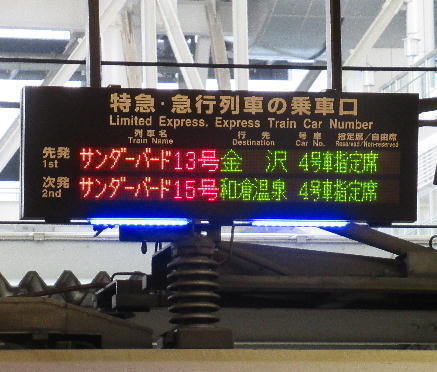 特急・急行列車の乗車口
Limited Express. Express Train Car Number
列車名 行先 号車 指定席/自由席
Train Name Destination Car No. Reserved/Non-reserved
先発 サンダーバード 13号 金沢 4号車指定席
1st
次発 サンダーバード 15号 和倉温泉 4号車指定席
2nd